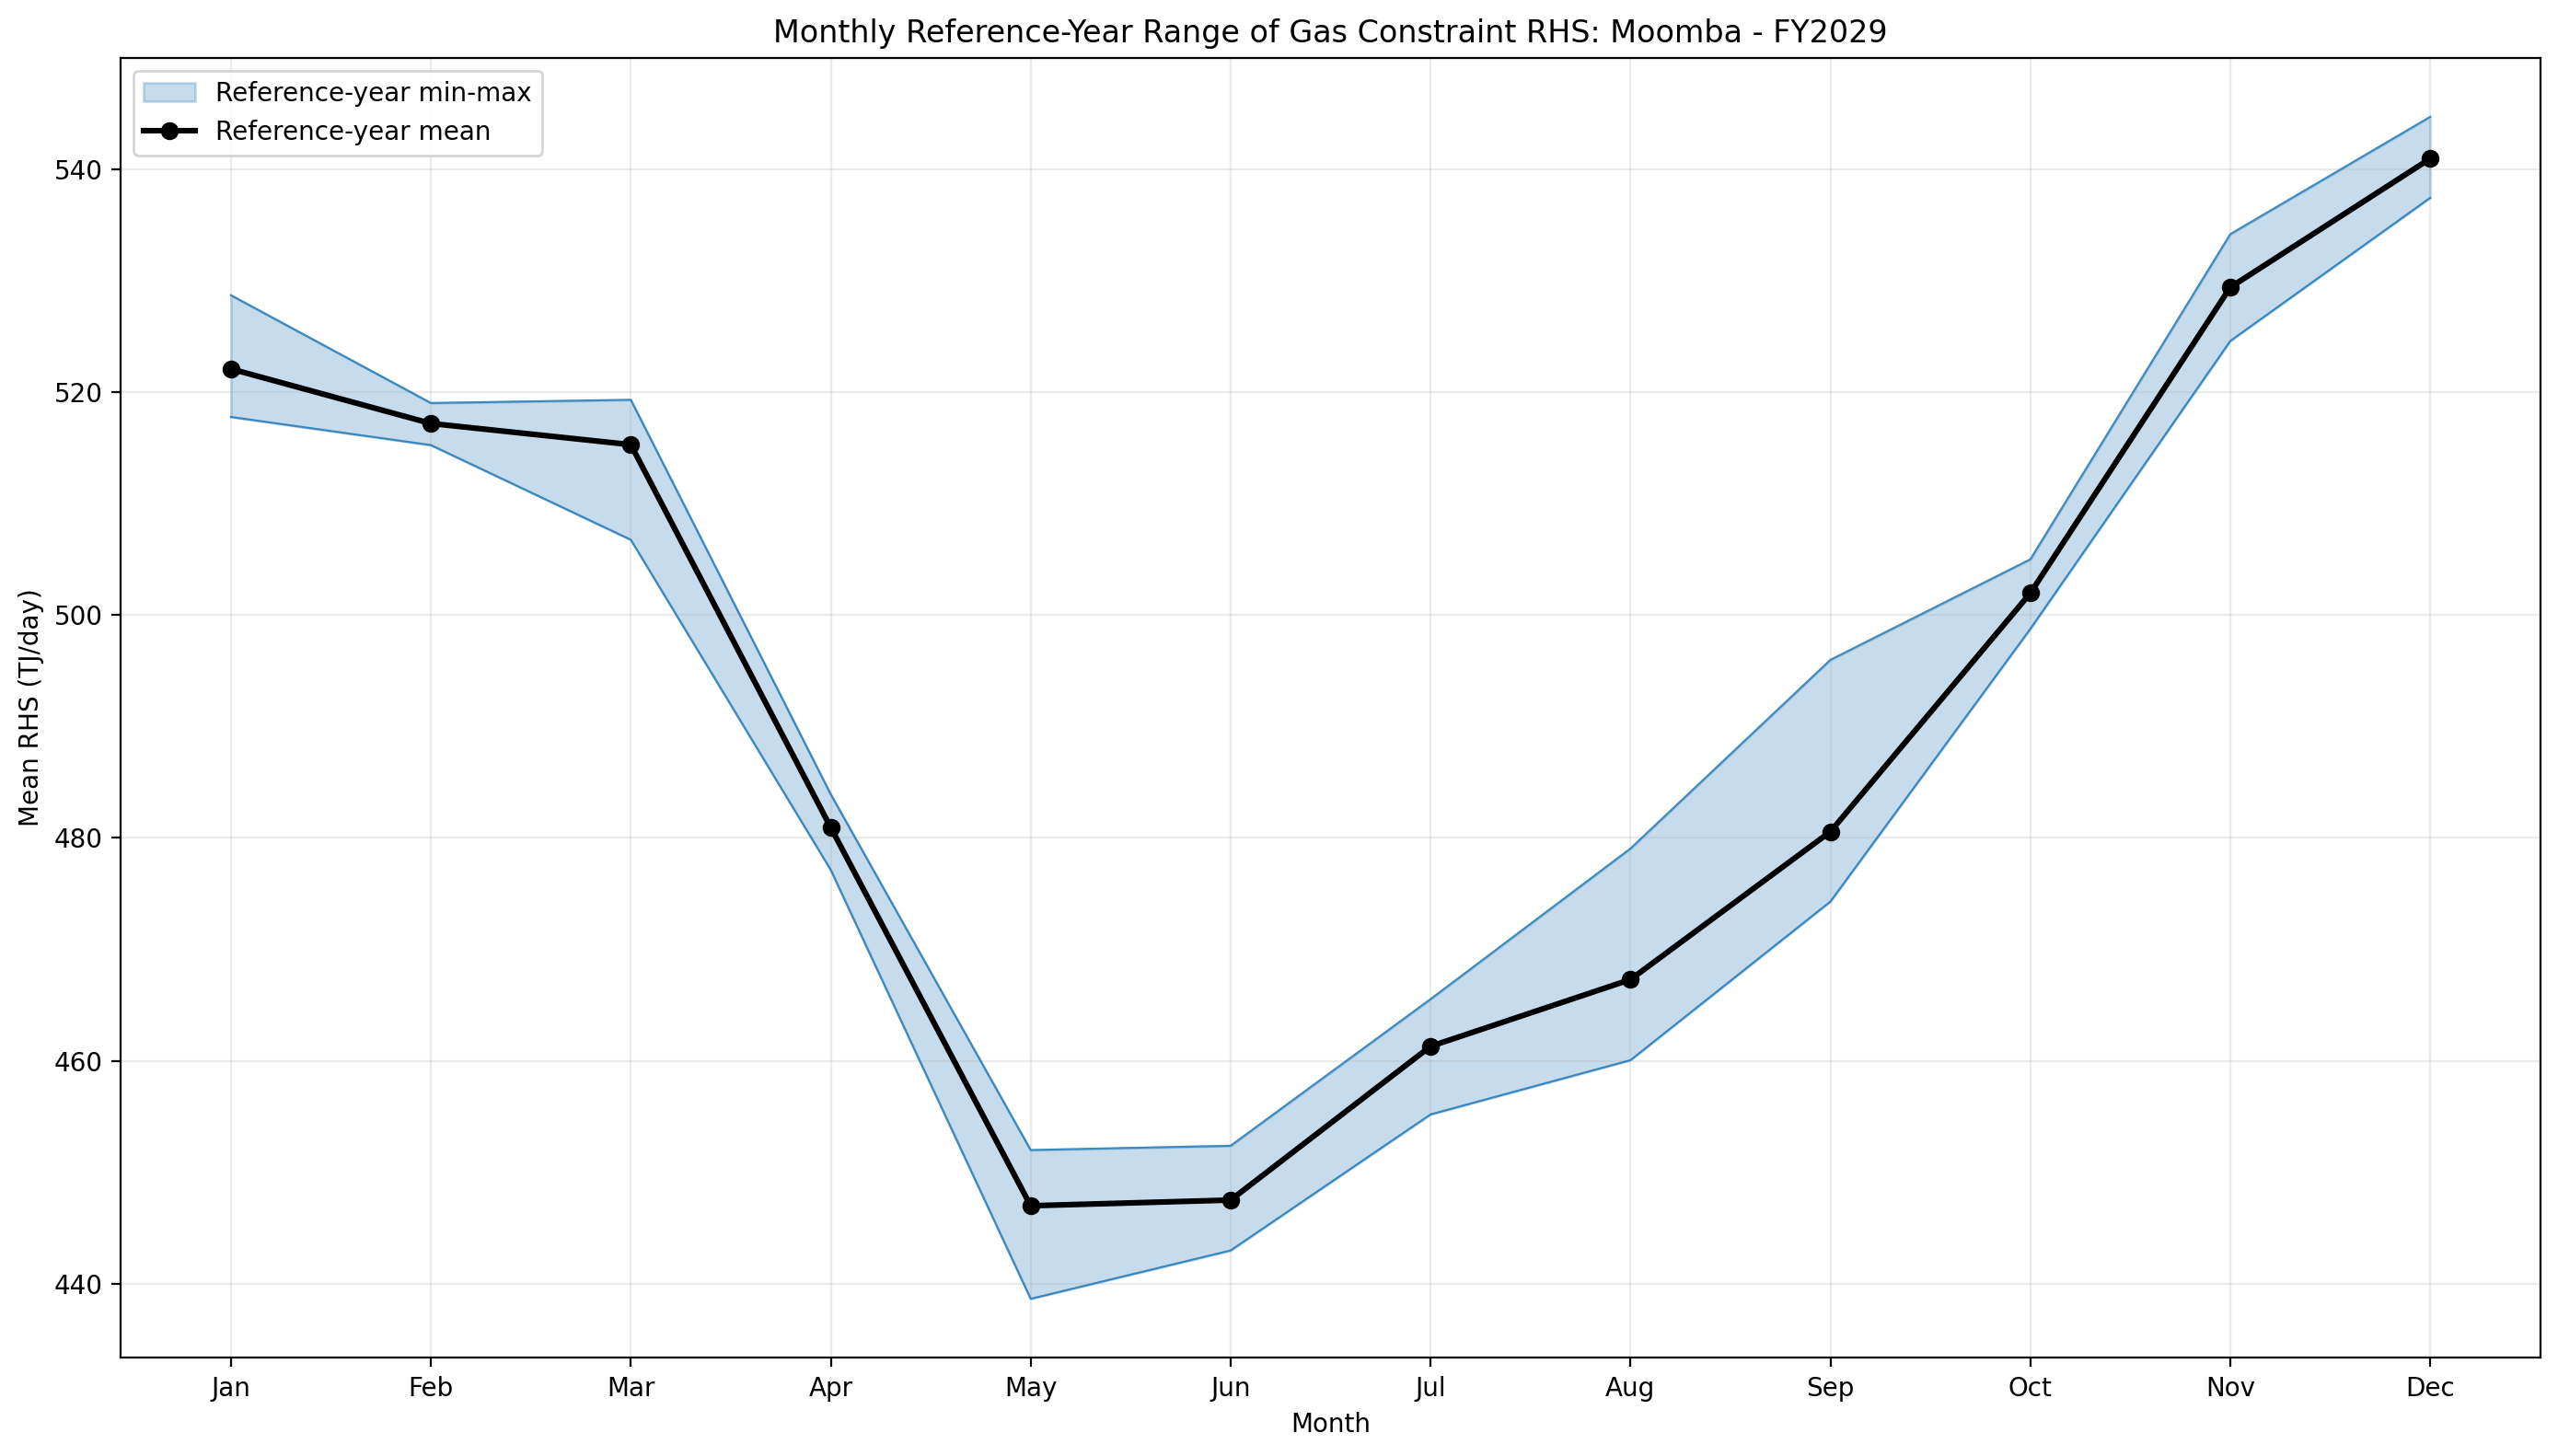 Monthly Reference-Year Range of Gas Constraint RHS: Moomba - FY2029
Reference-year min-max
Reference-year mean
Mean RHS (TJ/day)
540
520
500
480
460
440
Jan Feb Mar Apr May Jun Jul Aug Sep Oct Nov Dec
Month